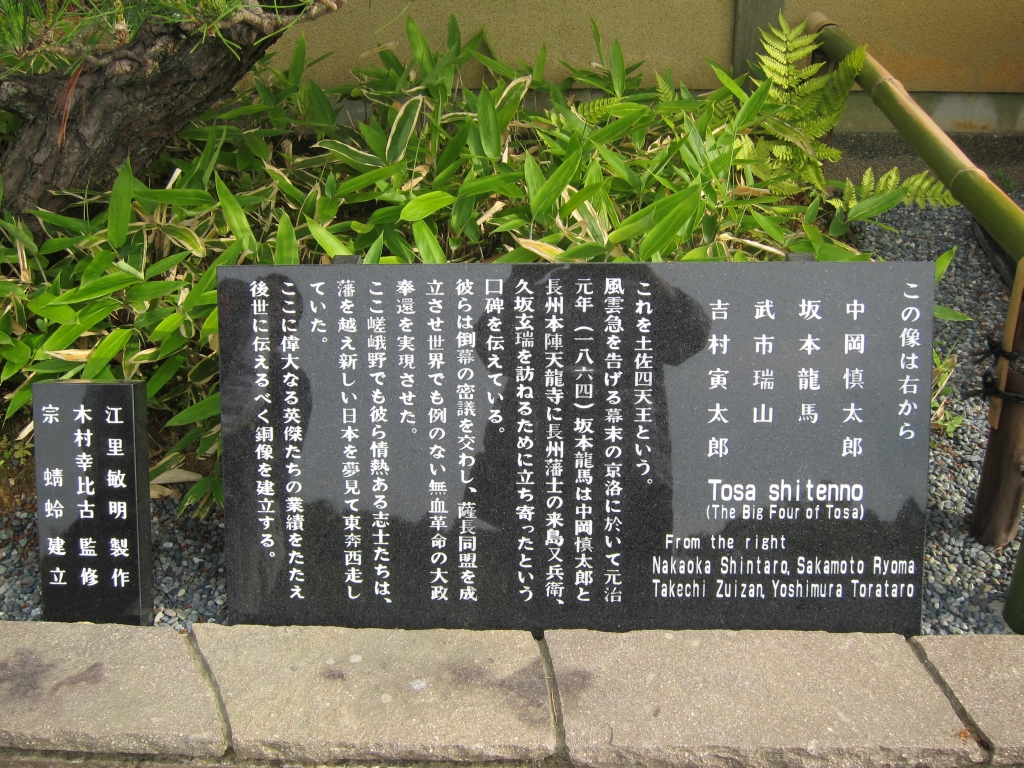 この像は右から
中岡慎太郎
坂本龍馬
武市瑞山
吉村寅太郎
Tosa shitenno
(The Big Four of Tosa)
From the right
Nakaoka Shintaro, Sakamoto Ryoma
Takechi Zuizan, Yoshimura Torataro
これを土佐四天王という。
風雲急を告げる幕末の京洛に於いて元治
元年（一八六四）坂本龍馬は中岡慎太郎と
長州本陣天龍寺に長州藩士の来島又兵衛、
久坂玄瑞を訪ねるために立ち寄ったという
口碑を伝えている。
彼らは倒幕の密議を交わし、薩長同盟を成
立させ世界でも例のない無血革命の大政
奉還を実現させた。
ここ嵯峨野でも彼ら情熱ある志士たちは、
藩を越え新しい日本を夢見て東奔西走し
ていた。
ここに偉大なる英傑たちの業績をたたえ
後世に伝えるべく銅像を建立する。
江里敏明 製作
木村幸比古 監修
宗 蜻蛉 建立